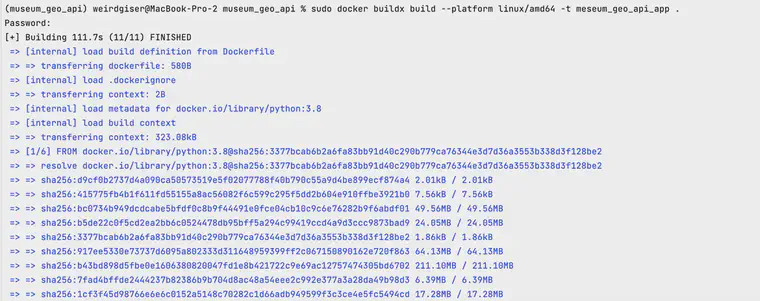 (museum_geo_api) weirdgiser@MacBook-Pro-2 museum_geo_api % sudo docker buildx build --platform linux/amd64 -t meseum_geo_api_app .
Password:
[+] Building 111.7s (11/11) FINISHED
=> [internal] load build definition from Dockerfile
=> => transferring dockerfile: 580B
=> [internal] load .dockerignore
=> => transferring context: 2B
=> [internal] load metadata for docker.io/library/python:3.8
=> [internal] load build context
=> => transferring context: 323.08kB
=> [1/6] FROM docker.io/library/python:3.8@sha256:3377bcab6b2a6fa83bb91d40c290b779ca76344e3d7d36a3553b338d3f128be2
=> => resolve docker.io/library/python:3.8@sha256:3377bcab6b2a6fa83bb91d40c290b779ca76344e3d7d36a3553b338d3f128be2
=> => sha256:d9cf0b2737d4a090ca50573519e5f02077788f40b790c55a9d4be899ecf874a4 2.01kB / 2.01kB
=> => sha256:415775fb4b1f611fd55155a8ac56082f6c599c295f5dd2b604e910ffbe3921b0 7.56kB / 7.56kB
=> => sha256:bc0734b949dcdcabe5bfdf0c8b9f44491e0fce04cb10c9c6e76282b9f6abdf01 49.56MB / 49.56MB
=> => sha256:b5de22c0f5cd2ea2bb6c0524478db95bff5a294c99419ccd4a9d3ccc9873bad9 24.05MB / 24.05MB
=> => sha256:3377bcab6b2a6fa83bb91d40c290b779ca76344e3d7d36a3553b338d3f128be2 1.86kB / 1.86kB
=> => sha256:917ee5330e73737d6095a802333d311648959399ff2c067150890162e720f863 64.13MB / 64.13MB
=> => sha256:b43bd898d5fbe0e1606380820047fd1e8b421722c9e69ac12757474305bd6702 211.10MB / 211.10MB
=> => sha256:7fad4bffde2444237b82386b9b704d8ac48a54eee2c992e377a3a28da49b98d3 6.39MB / 6.39MB
=> => sha256:1cf3f45d98766e6e6c0152a5148c70282c1d66adb949599f3c3ce4e5fc5494cd 17.28MB / 17.28MB